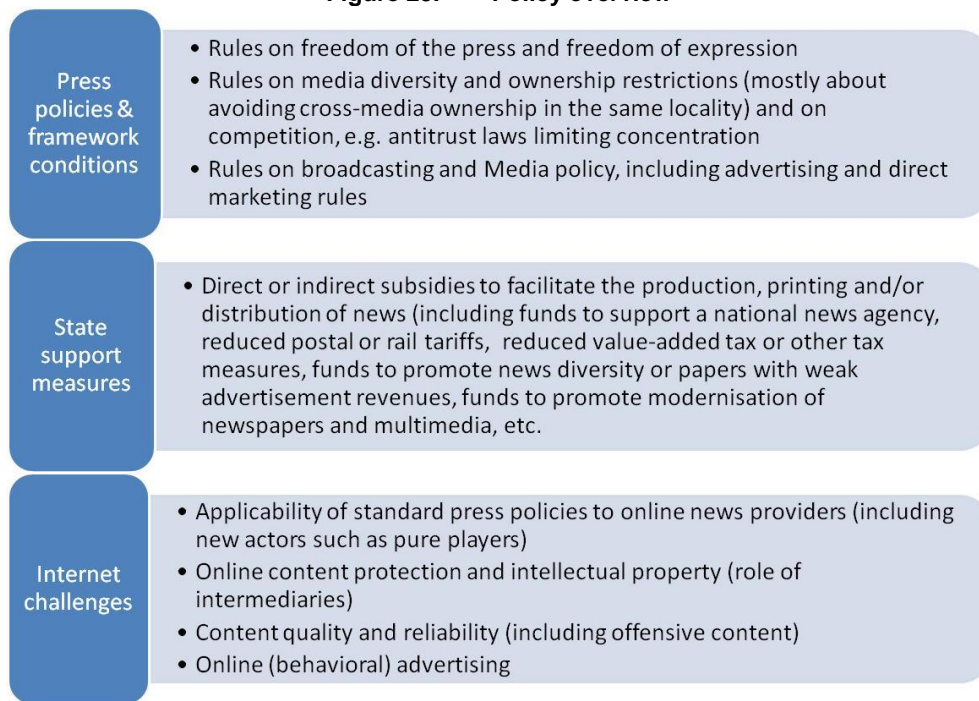 Figure Policy overview
Press
policies &
framework
conditions
• Rules on freedom of the press and freedom of expression
• Rules on media diversity and ownership restrictions (mostly about
avoiding cross-media ownership in the same locality) and on
competition, e.g. antitrust laws limiting concentration
• Rules on broadcasting and Media policy, including advertising and direct
marketing rules
State
support
measures
• Direct or indirect subsidies to facilitate the production, printing and/or
distribution of news (including funds to support a national news agency,
reduced postal or rail tariffs, reduced value-added tax or other tax
measures, funds to promote news diversity or papers with weak
advertisement revenues, funds to promote modernisation of
newspapers and multimedia, etc.
Internet
challenges
• Applicability of standard press policies to online news providers (including
new actors such as pure players)
• Online content protection and intellectual property (role of
intermediaries)
• Content quality and reliability (including offensive content)
• Online (behavioral) advertising